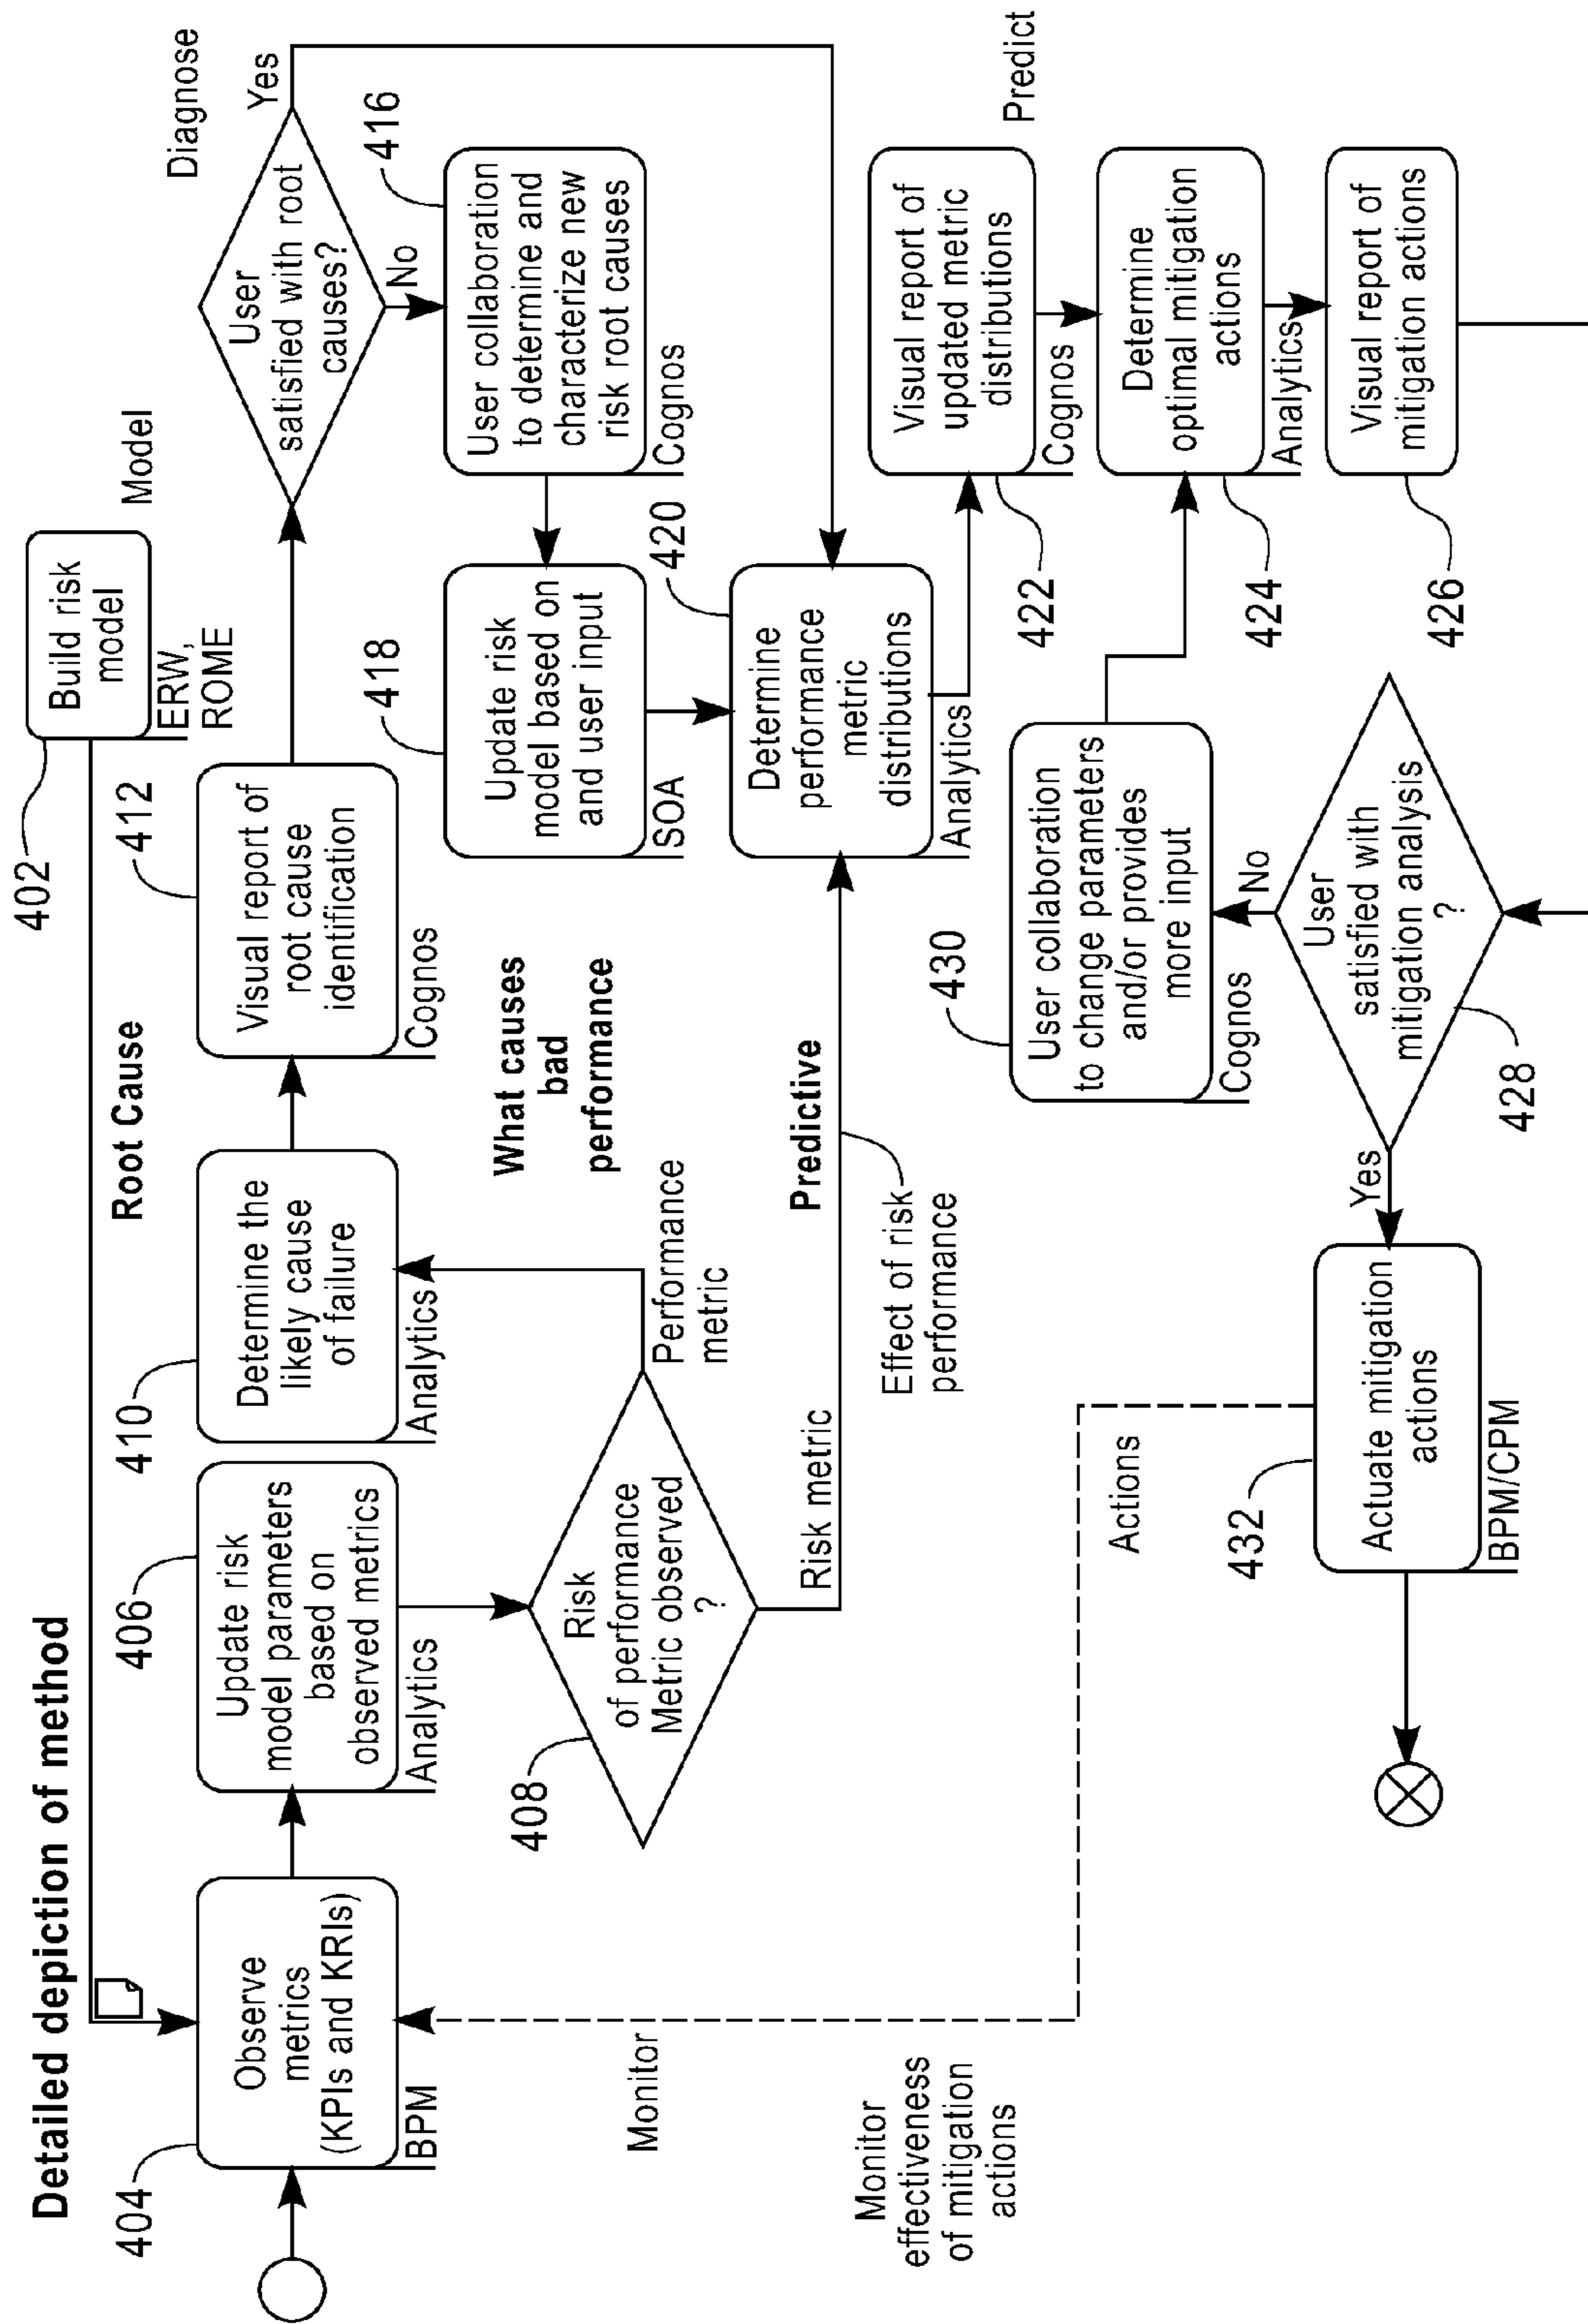 Detailed depiction of method
402
Build risk
model
ERW,
ROME
Model
Root Cause
Diagnose
404
Observe
metrics
(KPIs and KRIs)
BPM
406
Update risk
model parameters
based on
observed metrics
Analytics
410
Determine the
likely cause
of failure
Analytics
412
Visual report of
root cause
identification
Cognos
User
satisfied with root
causes?
Yes
No
408
Risk
of performance
Metric observed
?
Performance
metric
What causes
bad
performance
418
Update risk
model based on
and user input
SOA
416
User collaboration
to determine and
characterize new
risk root causes
Cognos
Monitor
Risk metric
Predictive
Effect of risk
performance
420
Determine
performance
metric
distributions
Analytics
Visual report of
updated metric
distributions
Cognos
422
Predict
Monitor
effectiveness
of mitigation
actions
Actions
430
User collaboration
to change parameters
and/or provides
more input
Cognos
Determine
optimal mitigation
actions
Analytics
424
432
Actuate mitigation
actions
BPM/CPM
Yes
No
User
satisfied with
mitigation analysis
?
428
Visual report of
mitigation actions
426